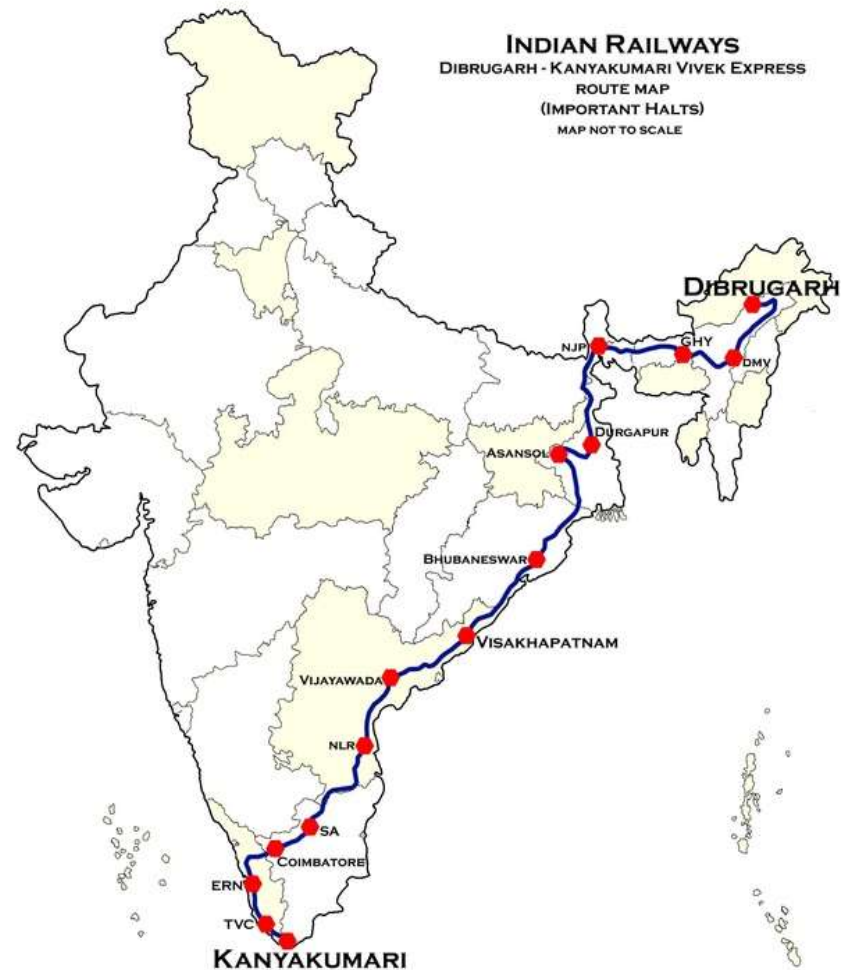 INDIAN RAILWAYS
DIBRUGARH - KANYAKUMARI VIVEK EXPRESS
ROUTE MAP
(IMPORTANT HALTS)
MAP NOT TO SCALE
DIBRUGARH
GHY
NJP
DMV
DURGAPUR
ASANSOL
BHUBANESWAR
VISAKHAPATNAM
VIJAYAWADA
NLR
SA
COIMBATORE
ERN
TVC
KANYAKUMARI